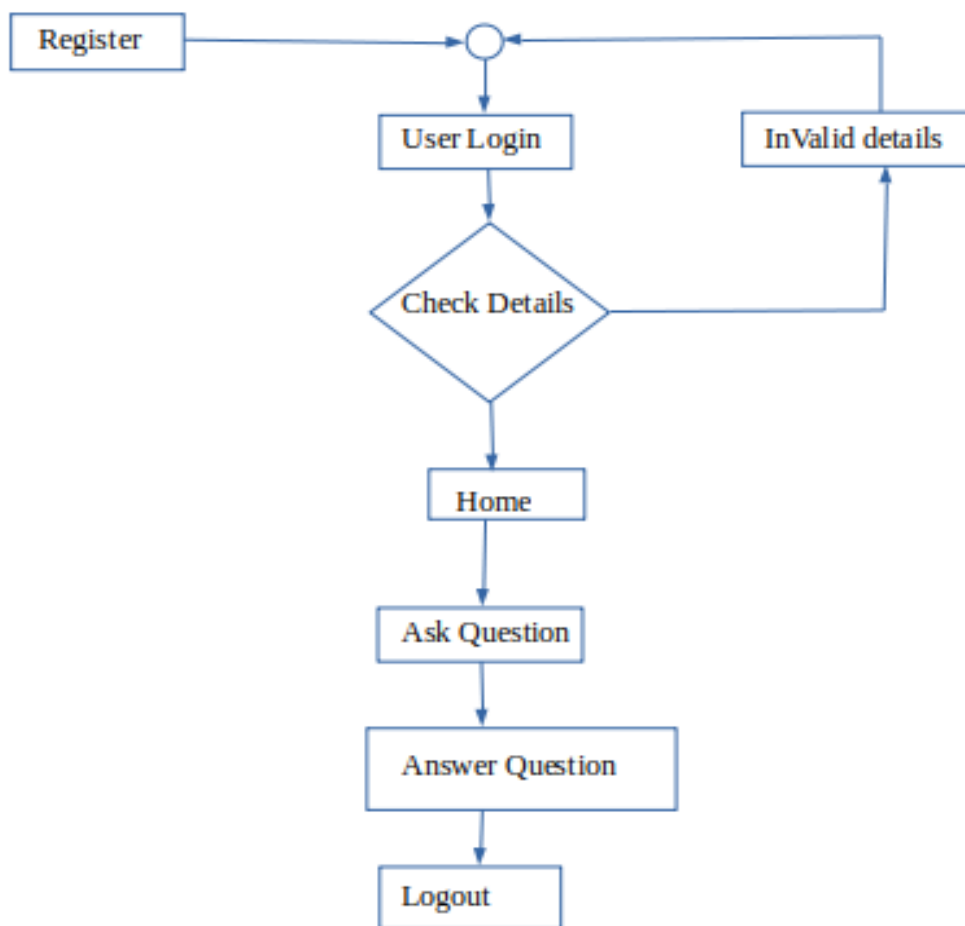 Register
User Login
InValid details
Check Details
Home
Ask Question
Answer Question
Logout